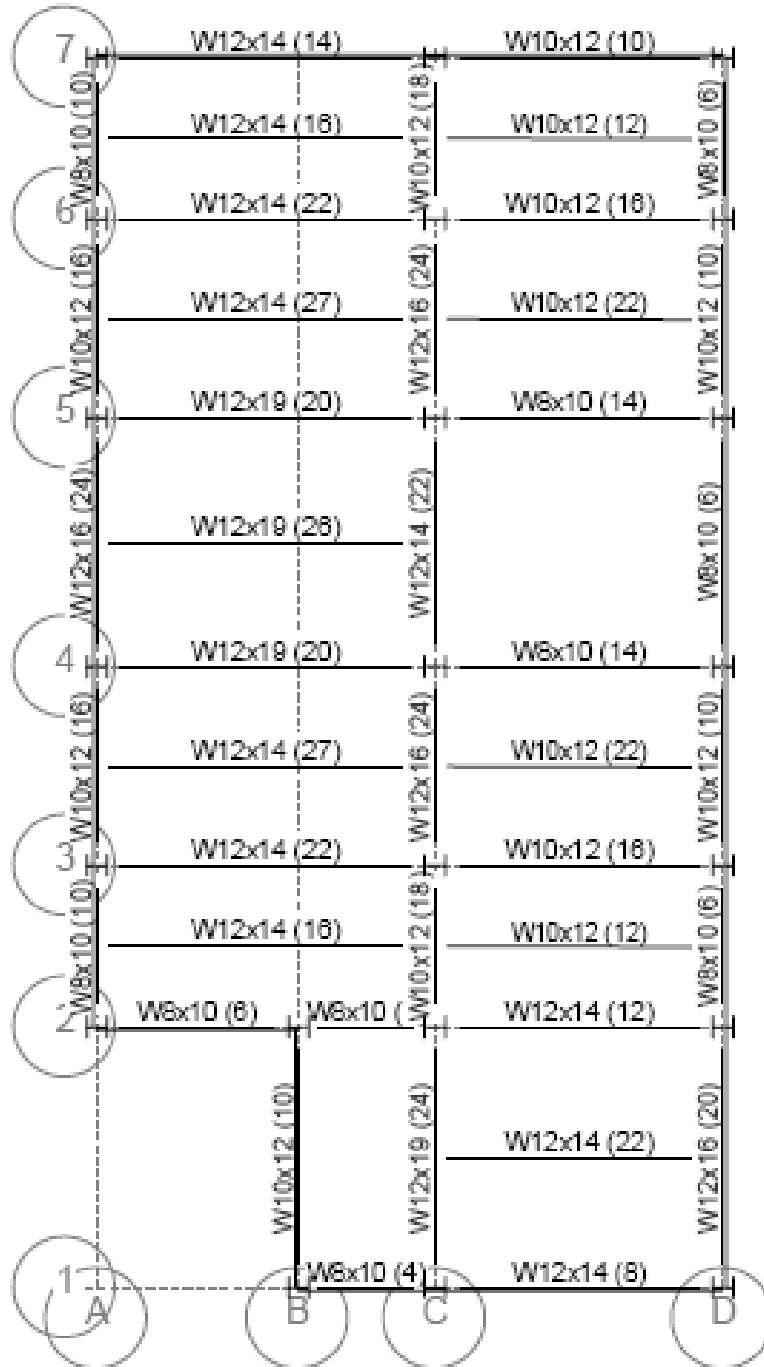 7
W12x14 (14)
W10x12 (10)
W8x10 (10)
W12x14 (16)
W10x12 (18)
W10x12 (12)
W8x10 (6)
6
W12x14 (22)
W10x12 (16)
W10x12 (16)
W12x14 (27)
W12x16 (24)
W10x12 (22)
W10x12 (10)
5
W12x19 (20)
W8x10 (14)
W12x16 (24)
W12x19 (26)
W12x14 (22)
W8x10 (6)
4
W12x19 (20)
W8x10 (14)
W10x12 (16)
W12x14 (27)
W12x16 (24)
W10x12 (22)
W10x12 (10)
3
W12x14 (22)
W10x12 (16)
W8x10 (10)
W12x14 (16)
W10x12 (18)
W10x12 (12)
W8x10 (6)
2
W8x10 (6)
W8x10 (
W12x14 (12)
W10x12 (10)
W12x19 (24)
W12x14 (22)
W12x16 (20)
1
W8x10 (4)
W12x14 (8)
A
B
C
D